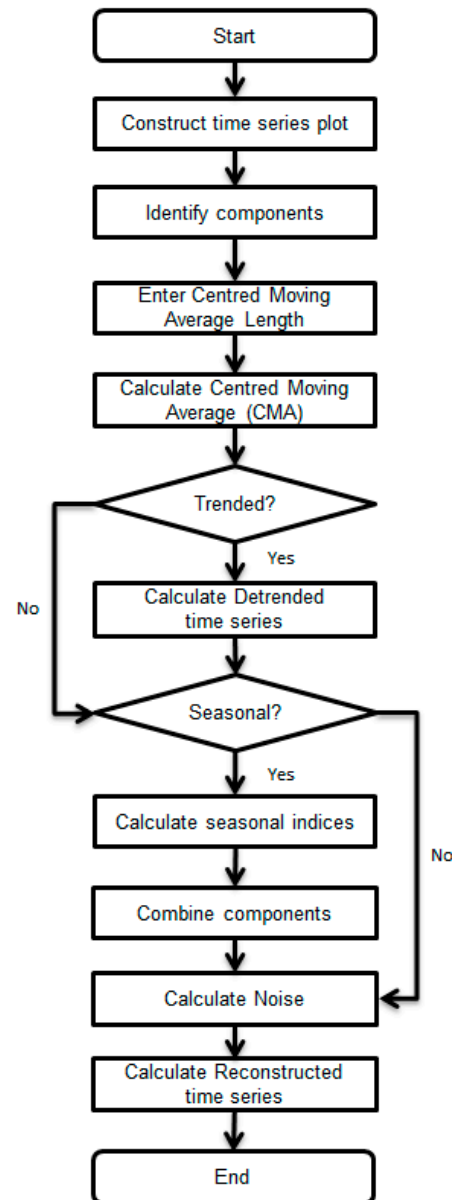 Start
Construct time series plot
Identify components
Enter Centred Moving
Average Length
Calculate Centred Moving
Average (CMA)
Trended?
Yes
No
Calculate Detrended
time series
Seasonal?
Yes
No
Calculate seasonal indices
Combine components
Calculate Noise
Calculate Reconstructed
time series
End